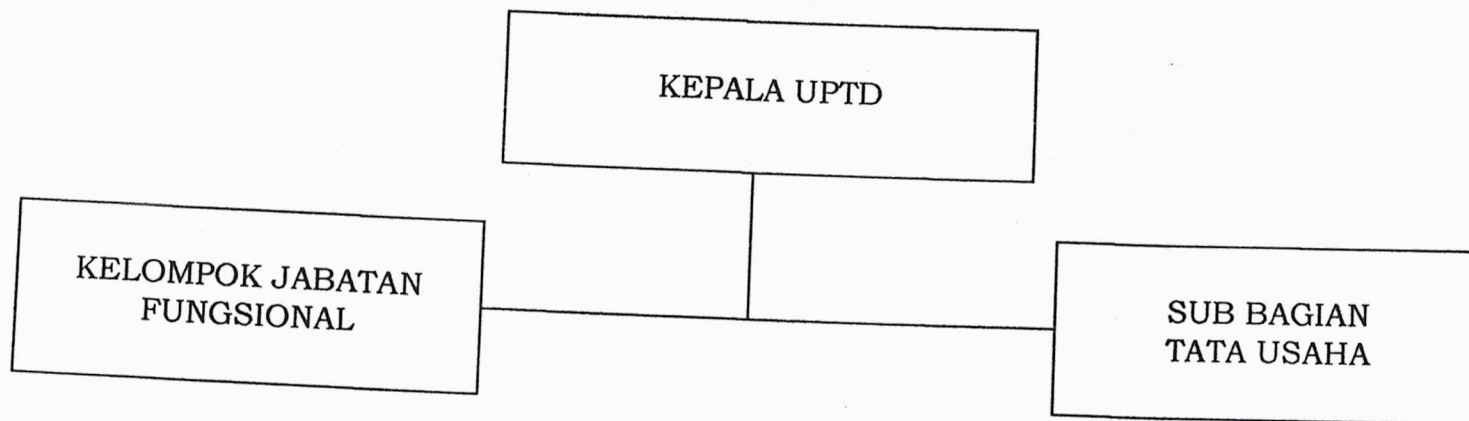 KEPALA UPTD
KELOMPOK JABATAN
FUNGSIONAL
SUB BAGIAN
TATA USAHA